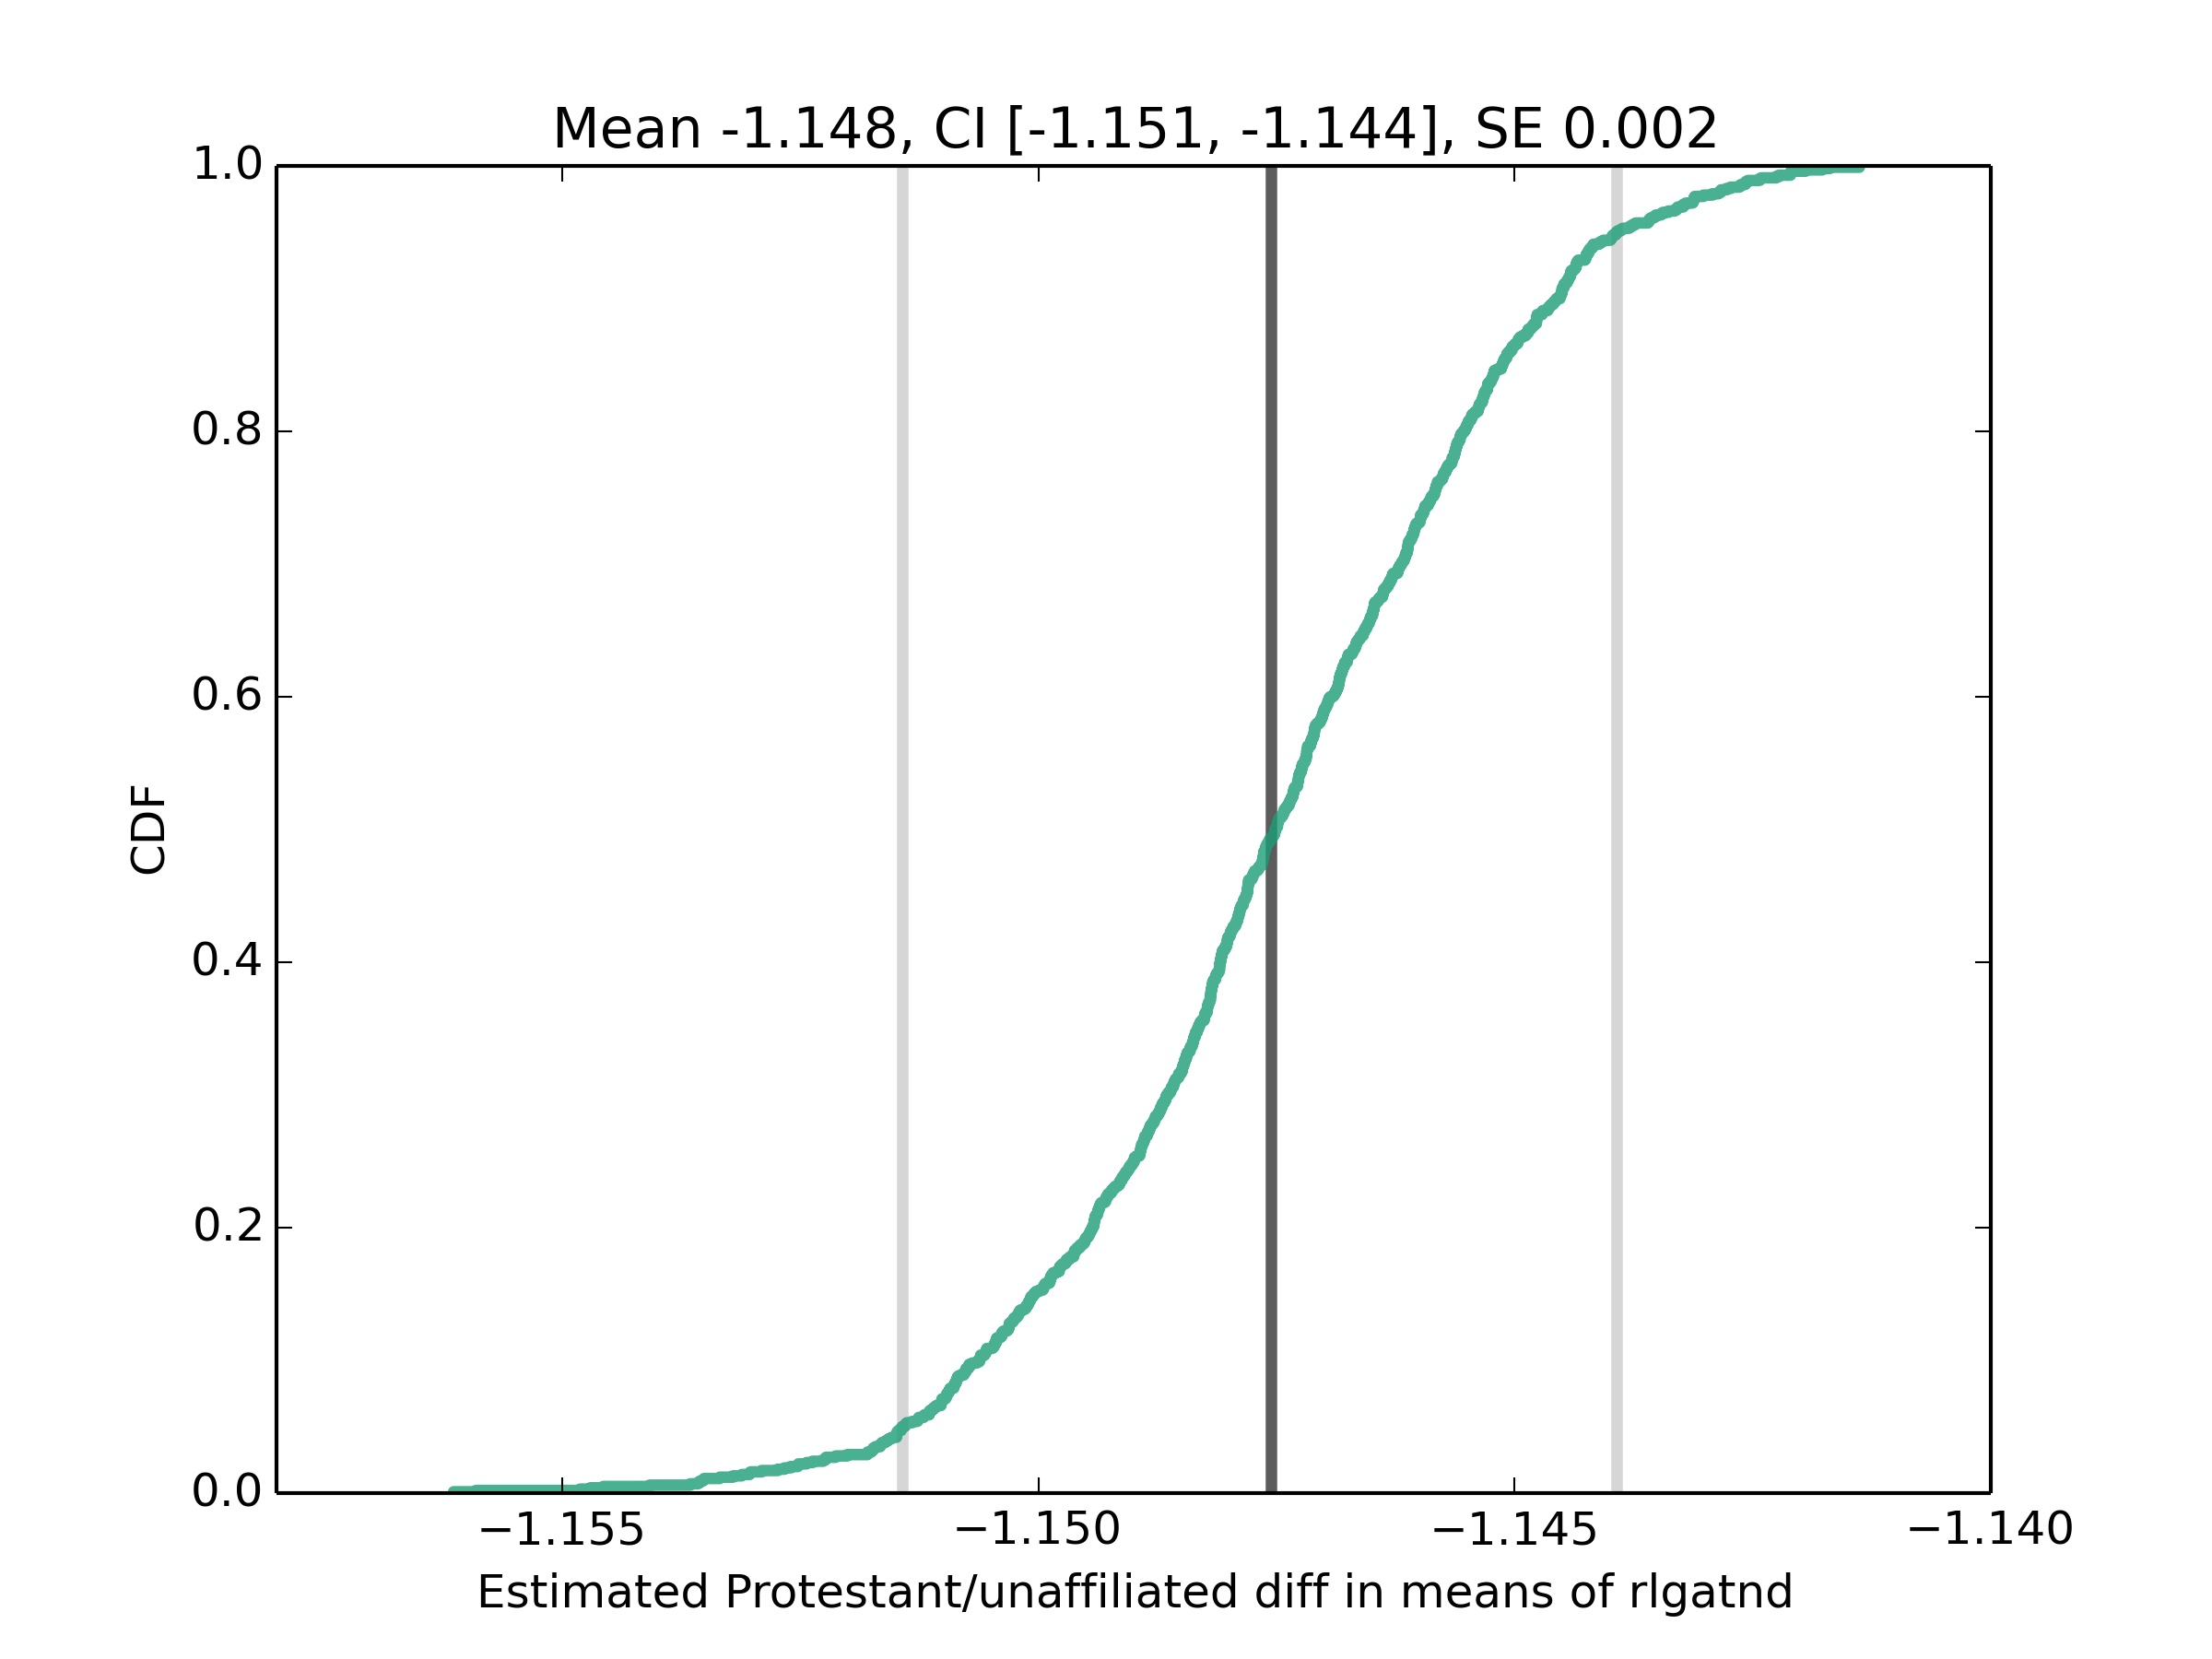 Mean -1.148, CI [-1.151, -1.144], SE 0.002
1.0
0.8
0.6
0.4
0.2
0.0
CDF
−1.155 −1.150 −1.145 −1.140
Estimated Protestant/unaffiliated diff in means of rlgatnd